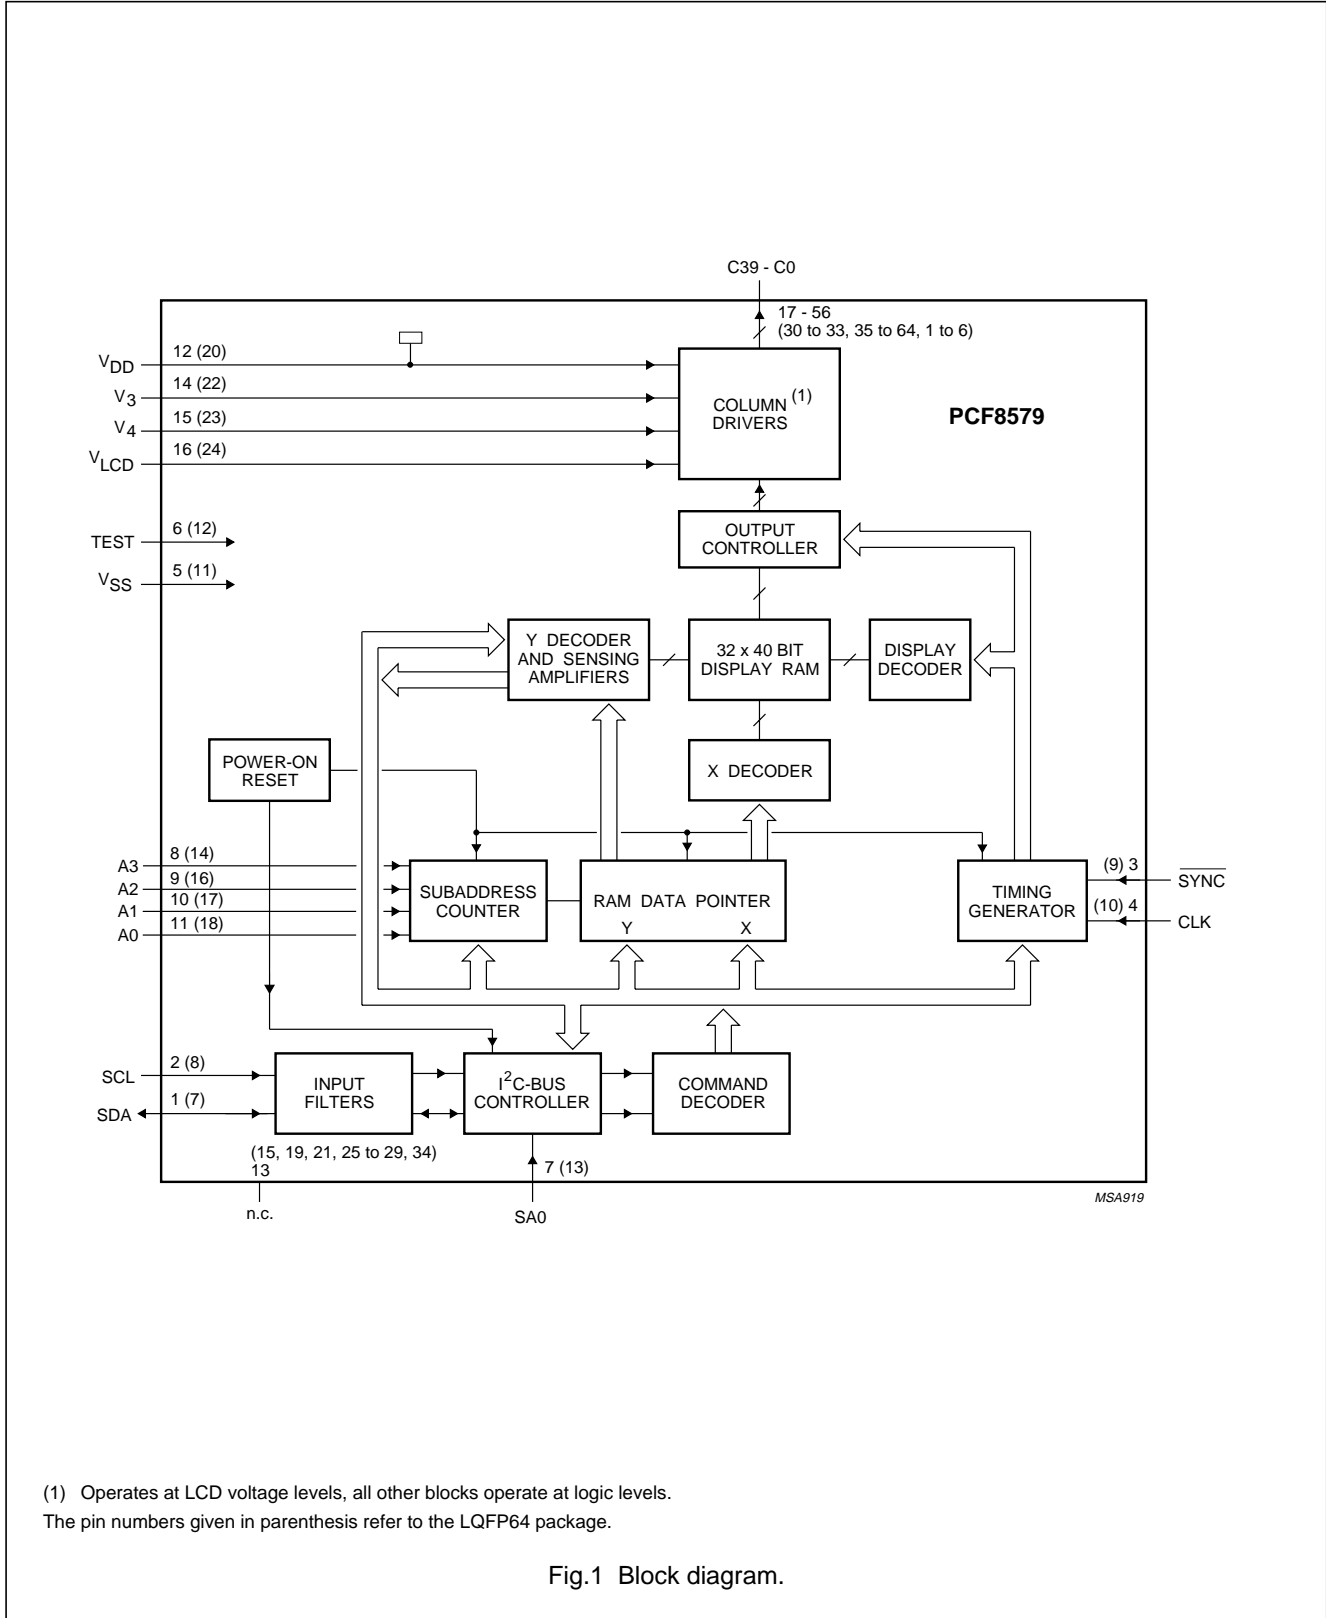 C39 - C0
17 - 56
(30 to 33, 35 to 64, 1 to 6)
VDD
12 (20)
V3
14 (22)
V4
15 (23)
VLCD
16 (24)
COLUMN (1)
DRIVERS
PCF8579
TEST
6 (12)
VSS
5 (11)
OUTPUT
CONTROLLER
Y DECODER
AND SENSING
AMPLIFIERS
32 x 40 BIT
DISPLAY RAM
DISPLAY
DECODER
POWER-ON
RESET
X DECODER
A3
8 (14)
A2
9 (16)
A1
10 (17)
A0
11 (18)
SUBADDRESS
COUNTER
RAM DATA POINTER
Y X
TIMING
GENERATOR
(9) 3
SYNC
(10) 4
CLK
SCL
2 (8)
SDA
1 (7)
INPUT
FILTERS
I2C-BUS
CONTROLLER
COMMAND
DECODER
(15, 19, 21, 25 to 29, 34)
13
n.c.
7 (13)
SA0
MSA919
(1) Operates at LCD voltage levels, all other blocks operate at logic levels.
The pin numbers given in parenthesis refer to the LQFP64 package.
Fig.1 Block diagram.